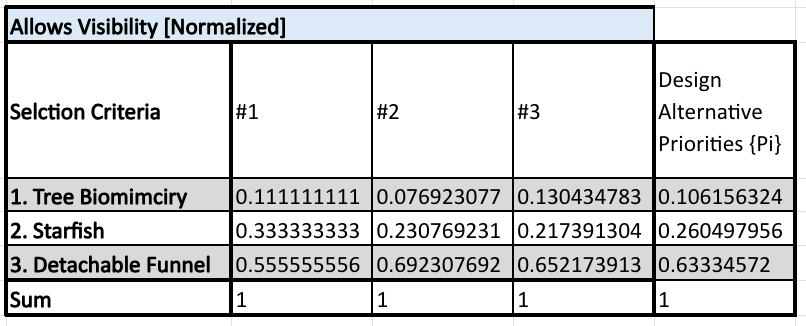 Allows Visibility [Normalized]
Selction Criteria #1 #2 #3 Design Alternative Priorities {Pi}
1. Tree Biomimciry 0.111111111 0.076923077 0.130434783 0.106156324
2. Starfish 0.333333333 0.230769231 0.217391304 0.260497956
3. Detachable Funnel 0.555555556 0.692307692 0.652173913 0.63334572
Sum 1 1 1 1